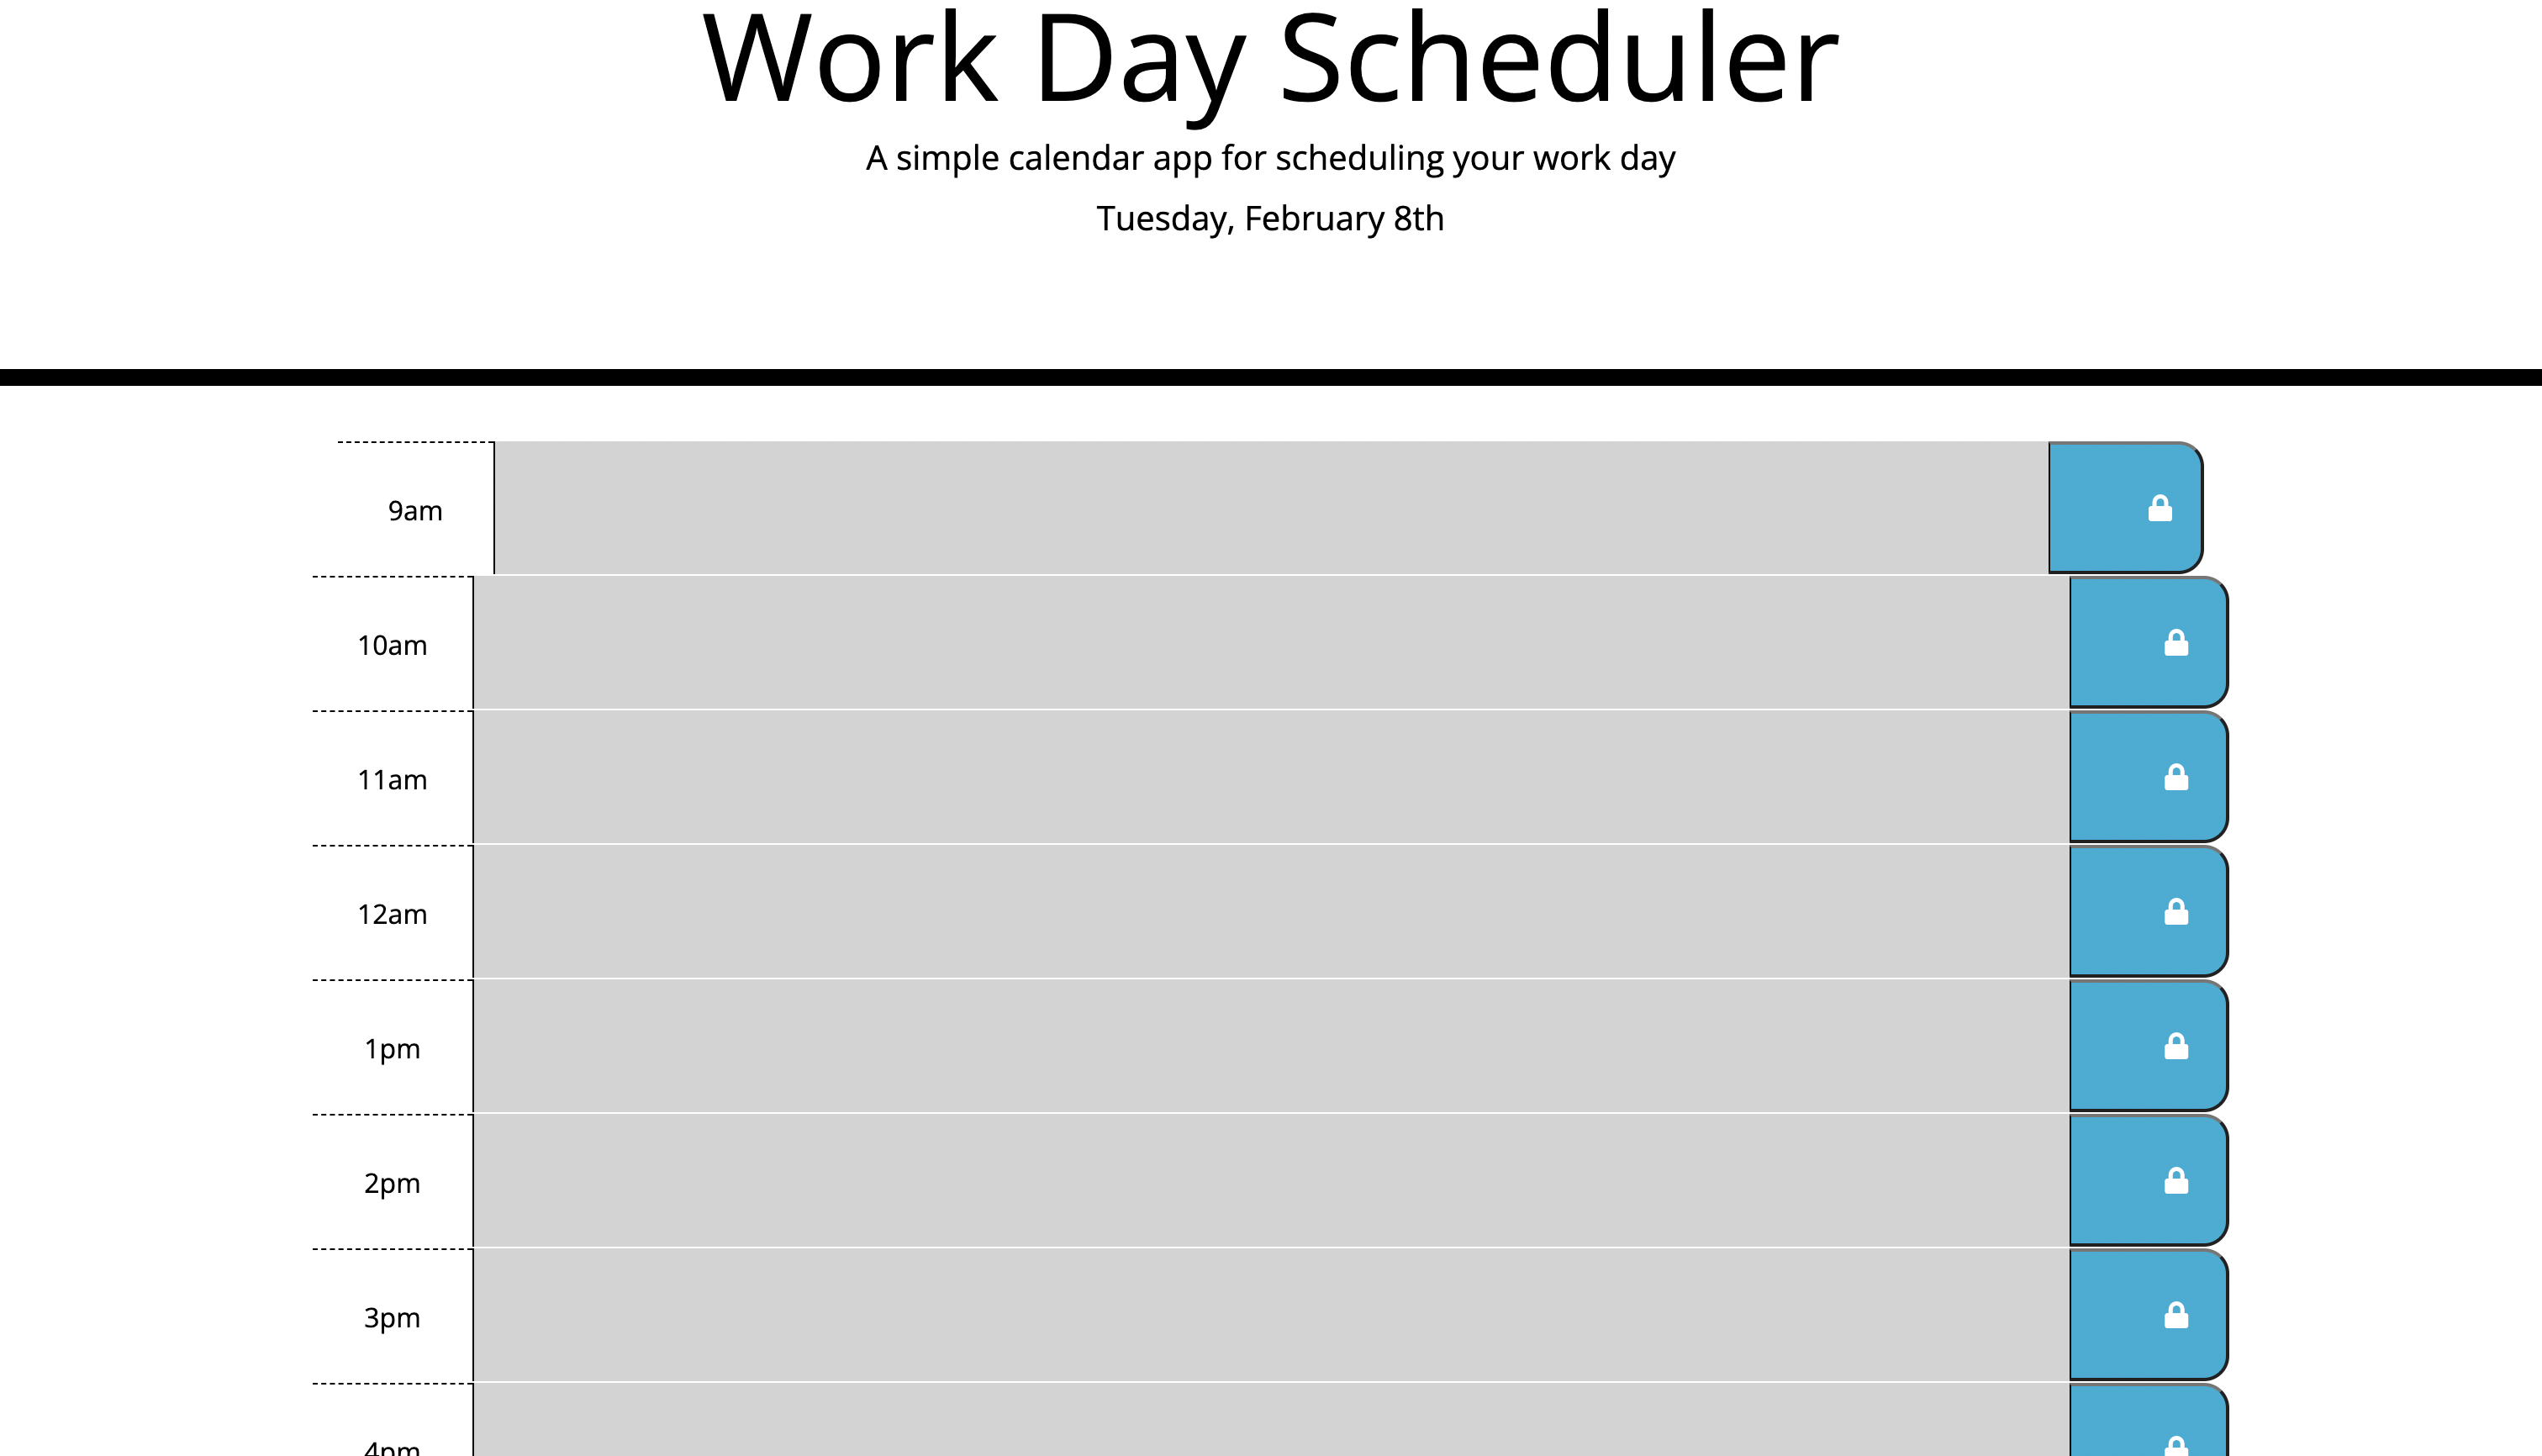 Work Day Scheduler
A simple calendar app for scheduling your work day
Tuesday, February 8th
9am
10am
11am
12am
1pm
2pm
3pm
4pm